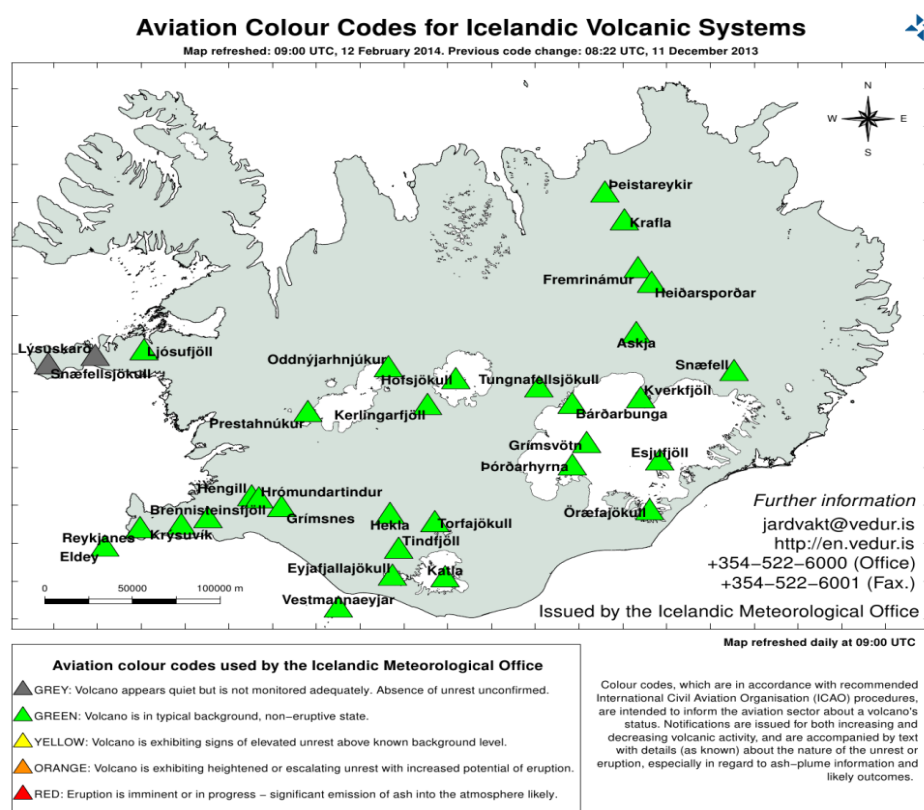 Aviation Colour Codes for Icelandic Volcanic Systems
Map refreshed: 09:00 UTC, 12 February 2014. Previous code change: 08:22 UTC, 11 December 2013
N
W
E
S
Þeistareykir
Krafla
Fremrinámur
Heiðarsporðar
Askja
Lýsuskarð
Ljósufjöll
Snæfellsjökull
Oddnýjarhnjúkur
Hofsjökull
Tungnafellsjökull
Snæfell
Kverkfjöll
Prestahnúkur
Kerlingarfjöll
Bárðarbunga
Grímsvötn
Esjufjöll
Þórðarhyrna
Hengill
Hrómundartindur
Brennisteinsfjöll
Grímsnes
Öræfajökull
Reykjanes
Krýsuvík
Hekla
Torfajökull
Eldey
Tindfjöll
Eyjafjallajökull
Katla
Vestmannaeyjar
0 50000 100000 m
Further information
jardvakt@vedur.is
http://en.vedur.is
+354−522−6000 (Office)
+354−522−6001 (Fax.)
Issued by the Icelandic Meteorological Office
Map refreshed daily at 09:00 UTC
Aviation colour codes used by the Icelandic Meteorological Office
GREY: Volcano appears quiet but is not monitored adequately. Absence of unrest unconfirmed.
GREEN: Volcano is in typical background, non−eruptive state.
YELLOW: Volcano is exhibiting signs of elevated unrest above known background level.
ORANGE: Volcano is exhibiting heightened or escalating unrest with increased potential of eruption.
RED: Eruption is imminent or in progress − significant emission of ash into the atmosphere likely.
Colour codes, which are in accordance with recommended
International Civil Aviation Organisation (ICAO) procedures,
are intended to inform the aviation sector about a volcano's
status. Notifications are issued for both increasing and
decreasing volcanic activity, and are accompanied by text
with details (as known) about the nature of the unrest or
eruption, especially in regard to ash−plume information and
likely outcomes.